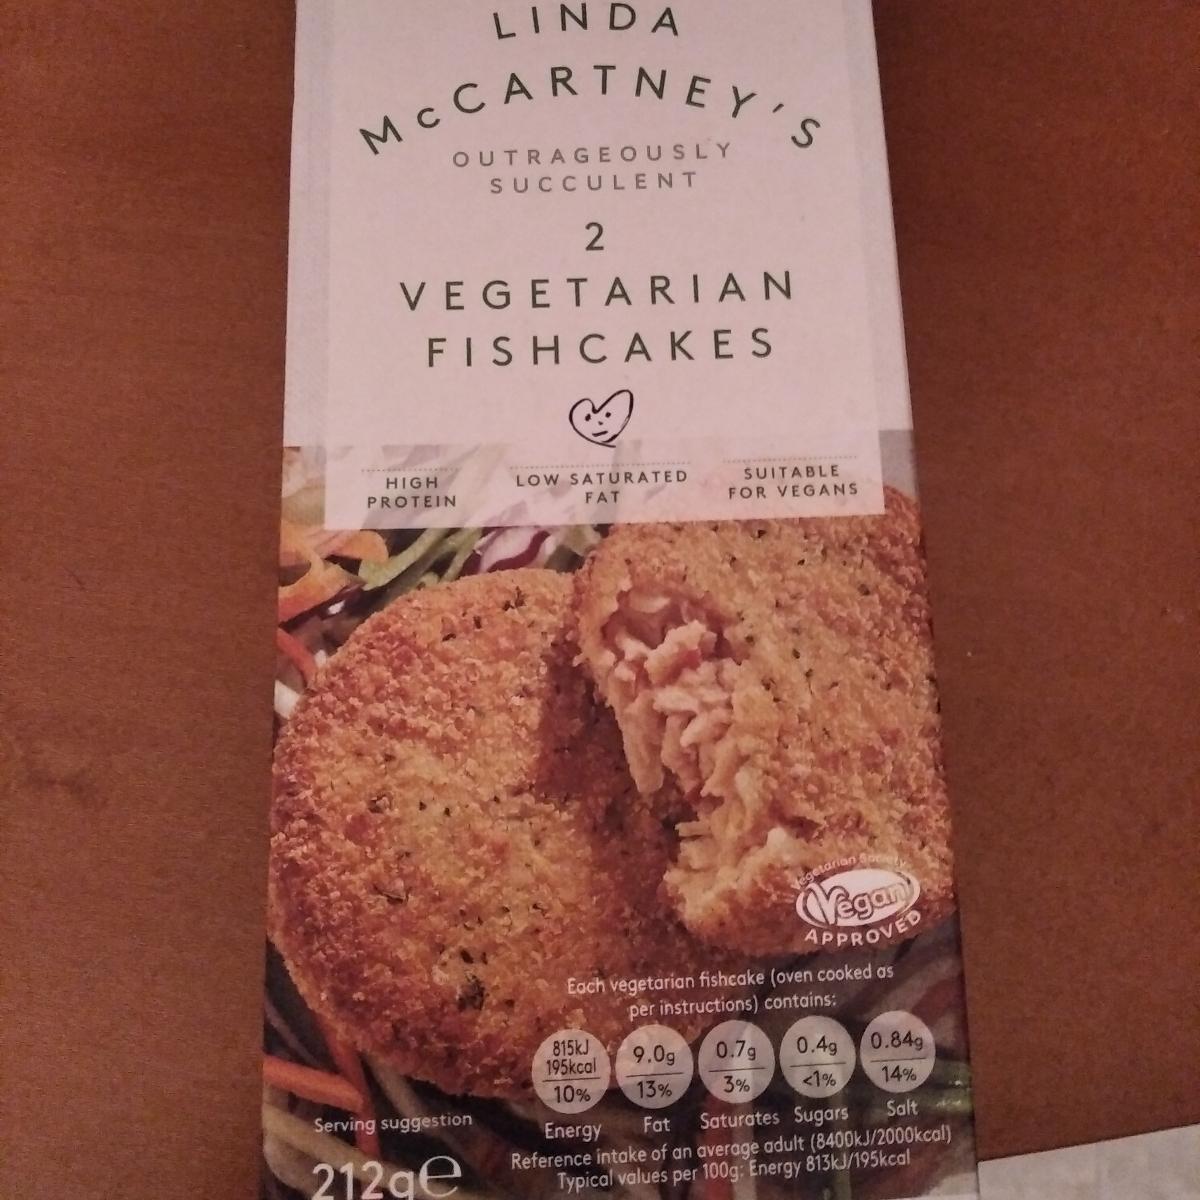 LINDA
McCARTNEY'S
OUTRAGEOUSLY
SUCCULENT
2
VEGETARIAN
FISHCAKES
HIGH
PROTEIN
LOW SATURATED
FAT
SUITABLE
FOR VEGANS
Vegetarian Society
Vegan
APPROVED
Each vegetarian fishcake (oven cooked as
per instructions) contains:
815kJ
195kcal
10%
Energy
9.0g
13%
Fat
0.7g
3%
Saturates
0.4g
<1%
Sugars
0.84g
14%
Salt
Reference intake of an average adult (8400kJ/2000kcal)
Typical values per 100g: Energy 813kJ/195kcal
Serving suggestion
212g℮